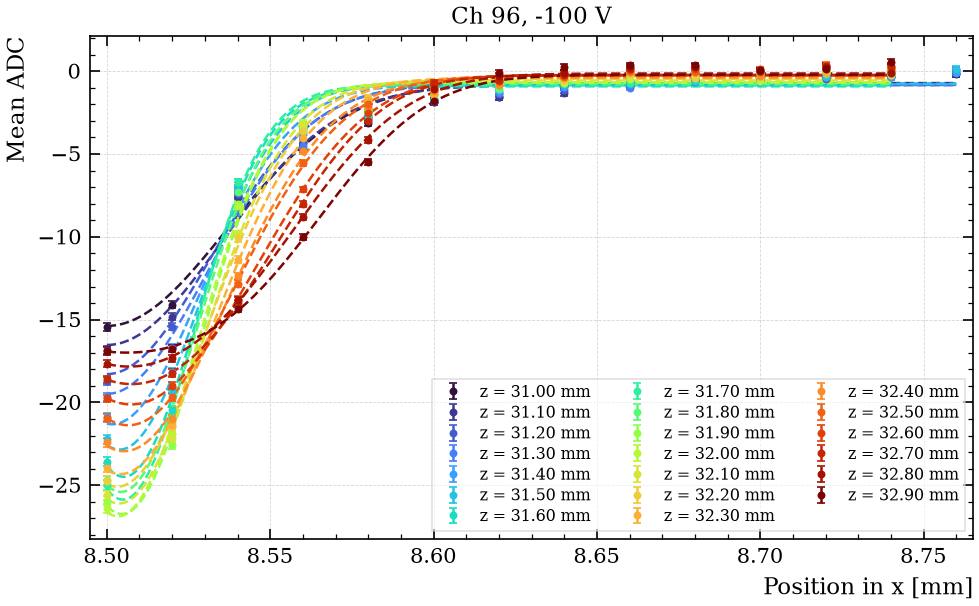 Ch 96, -100 V
Mean ADC
0
−5
−10
−15
−20
−25
z = 31.00 mm
z = 31.10 mm
z = 31.20 mm
z = 31.30 mm
z = 31.40 mm
z = 31.50 mm
z = 31.60 mm
z = 31.70 mm
z = 31.80 mm
z = 31.90 mm
z = 32.00 mm
z = 32.10 mm
z = 32.20 mm
z = 32.30 mm
z = 32.40 mm
z = 32.50 mm
z = 32.60 mm
z = 32.70 mm
z = 32.80 mm
z = 32.90 mm
8.50 8.55 8.60 8.65 8.70 8.75
Position in x [mm]